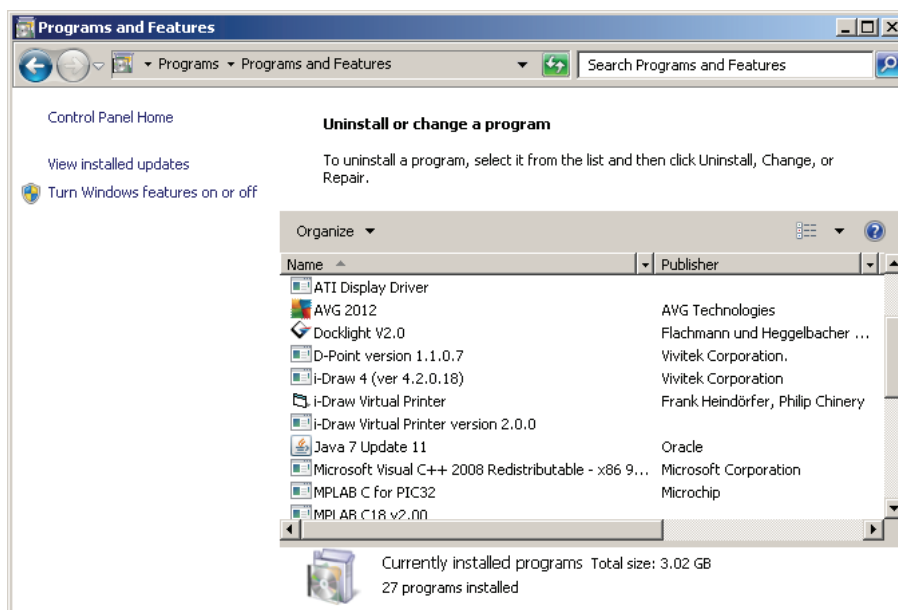 Programs and Features
Programs Programs and Features
Search Programs and Features
Control Panel Home
View installed updates
Turn Windows features on or off
Uninstall or change a program
To uninstall a program, select it from the list and then click Uninstall, Change, or
Repair.
Organize
Name Publisher
ATI Display Driver
AVG 2012 AVG Technologies
Docklight V2.0 Flachmann und Heggelbacher ...
D-Point version 1.1.0.7 Vivitek Corporation.
i-Draw 4 (ver 4.2.0.18) Vivitek Corporation
i-Draw Virtual Printer Frank Heindörfer, Philip Chinery
i-Draw Virtual Printer version 2.0.0
Java 7 Update 11 Oracle
Microsoft Visual C++ 2008 Redistributable - x86 9... Microsoft Corporation
MPLAB C for PIC32 Microchip
MPLAB C18 v2.00
Currently installed programs Total size: 3.02 GB
27 programs installed